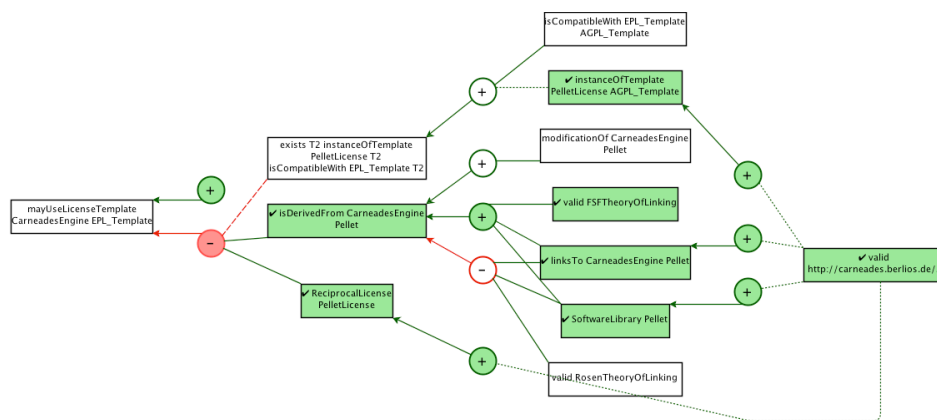 isCompatibleWith EPL_Template
AGPL_Template
✔ instanceOfTemplate
PelletLicense AGPL_Template
+
exists T2 instanceOfTemplate
PelletLicense T2
isCompatibleWith EPL_Template T2
modificationOf CarneadesEngine
Pellet
+
+
+
mayUseLicenseTemplate
CarneadesEngine EPL_Template
✔ isDerivedFrom CarneadesEngine
Pellet
✔ valid FSFTheoryOfLinking
+
-
+
✔ linksTo CarneadesEngine Pellet
✔ valid
http://carneades.berlios.de/
-
+
✔ ReciprocalLicense
PelletLicense
✔ SoftwareLibrary Pellet
+
valid RosenTheoryOfLinking